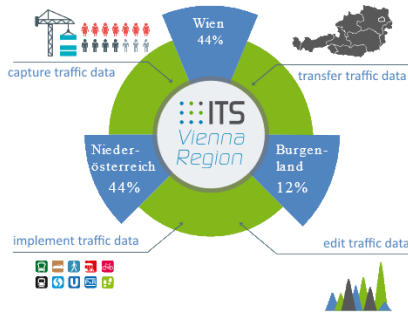 Wien
44%
capture traffic data
transfer traffic data
ITS
Vienna
Region
Nieder-
österreich
44%
Burgen-
land
12%
implement traffic data
edit traffic data